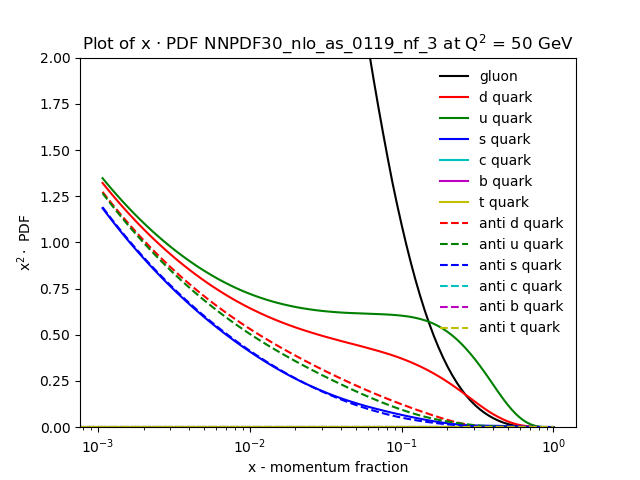 Plot of x · PDF NNPDF30_nlo_as_0119_nf_3 at Q² = 50 GeV
2.00
1.75
1.50
1.25
1.00
0.75
0.50
0.25
0.00
x² · PDF
gluon
d quark
u quark
s quark
c quark
b quark
t quark
anti d quark
anti u quark
anti s quark
anti c quark
anti b quark
anti t quark
10⁻³ 10⁻² 10⁻¹ 10⁰
x - momentum fraction